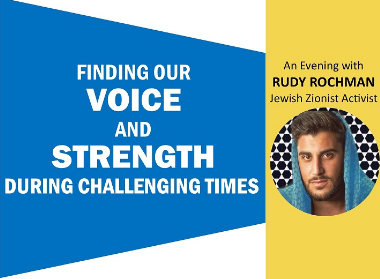 FINDING OUR
VOICE
AND
STRENGTH
DURING CHALLENGING TIMES
An Evening with
RUDY ROCHMAN
Jewish Zionist Activist